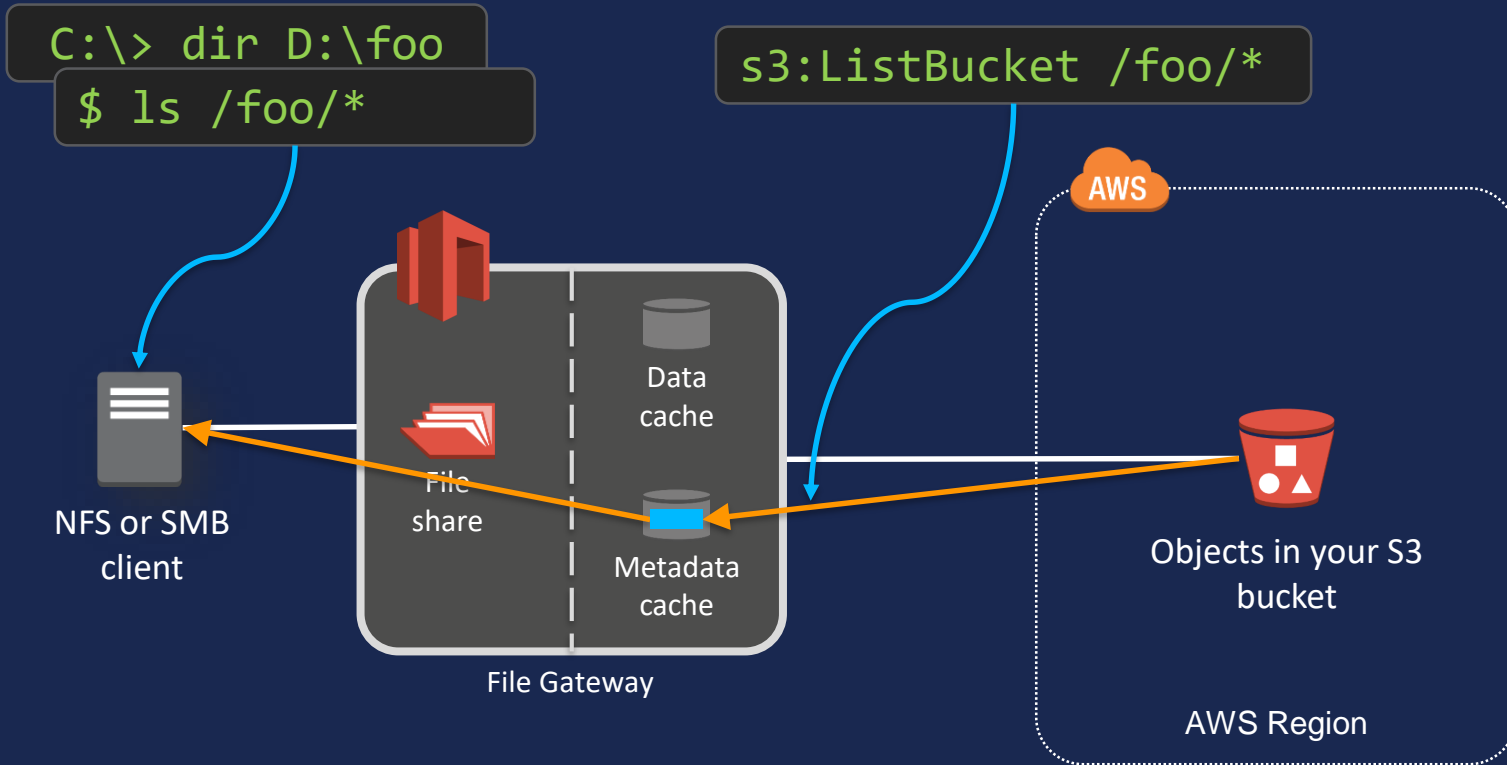 C:\> dir D:\foo
$ ls /foo/*
s3:ListBucket /foo/*
AWS
Data
cache
File
share
NFS or SMB
client
Metadata
cache
Objects in your S3
bucket
File Gateway
AWS Region